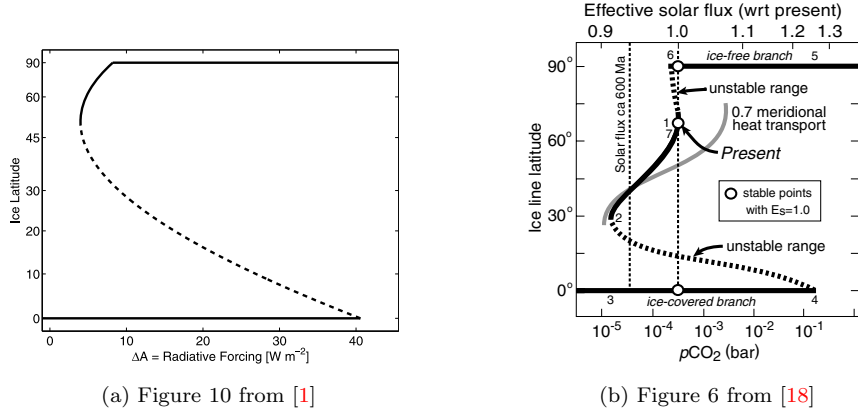 Effective solar flux (wrt present)
0.9
1.0
1.1
1.2
1.3
90
45
30
20
10
0
Ice Latitude
0
10
20
30
40
ΔA = Radiative Forcing [W m⁻²]
(a) Figure 10 from [1]
90°
60°
30°
0°
Ice line latitude
6
ice-free branch
5
unstable range
Solar flux ca 600 Ma
0.7 meridional
heat transport
1
7
Present
stable points
with Es=1.0
2
unstable range
3
ice-covered branch
4
10⁻⁵
10⁻⁴
10⁻³
10⁻²
10⁻¹
pCO₂ (bar)
(b) Figure 6 from [18]